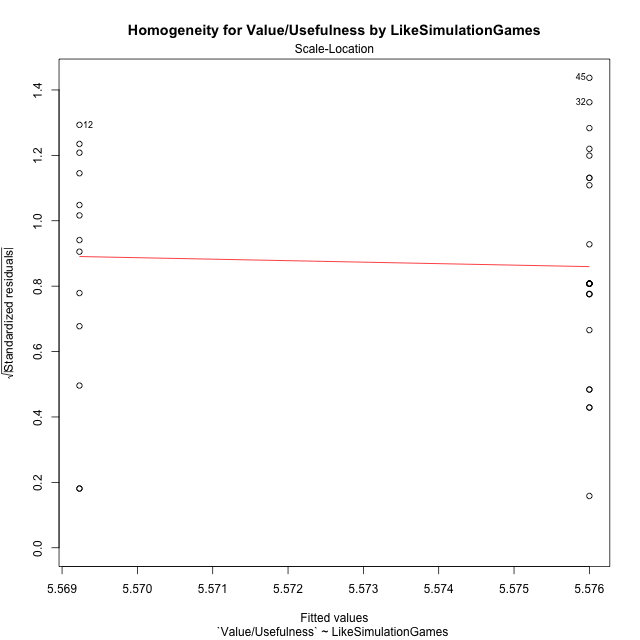 Homogeneity for Value/Usefulness by LikeSimulationGames
Scale-Location
√|Standardized residuals|
1.4
1.2
1.0
0.8
0.6
0.4
0.2
0.0
45
32
12
5.569 5.570 5.571 5.572 5.573 5.574 5.575 5.576
Fitted values
`Value/Usefulness` ~ LikeSimulationGames